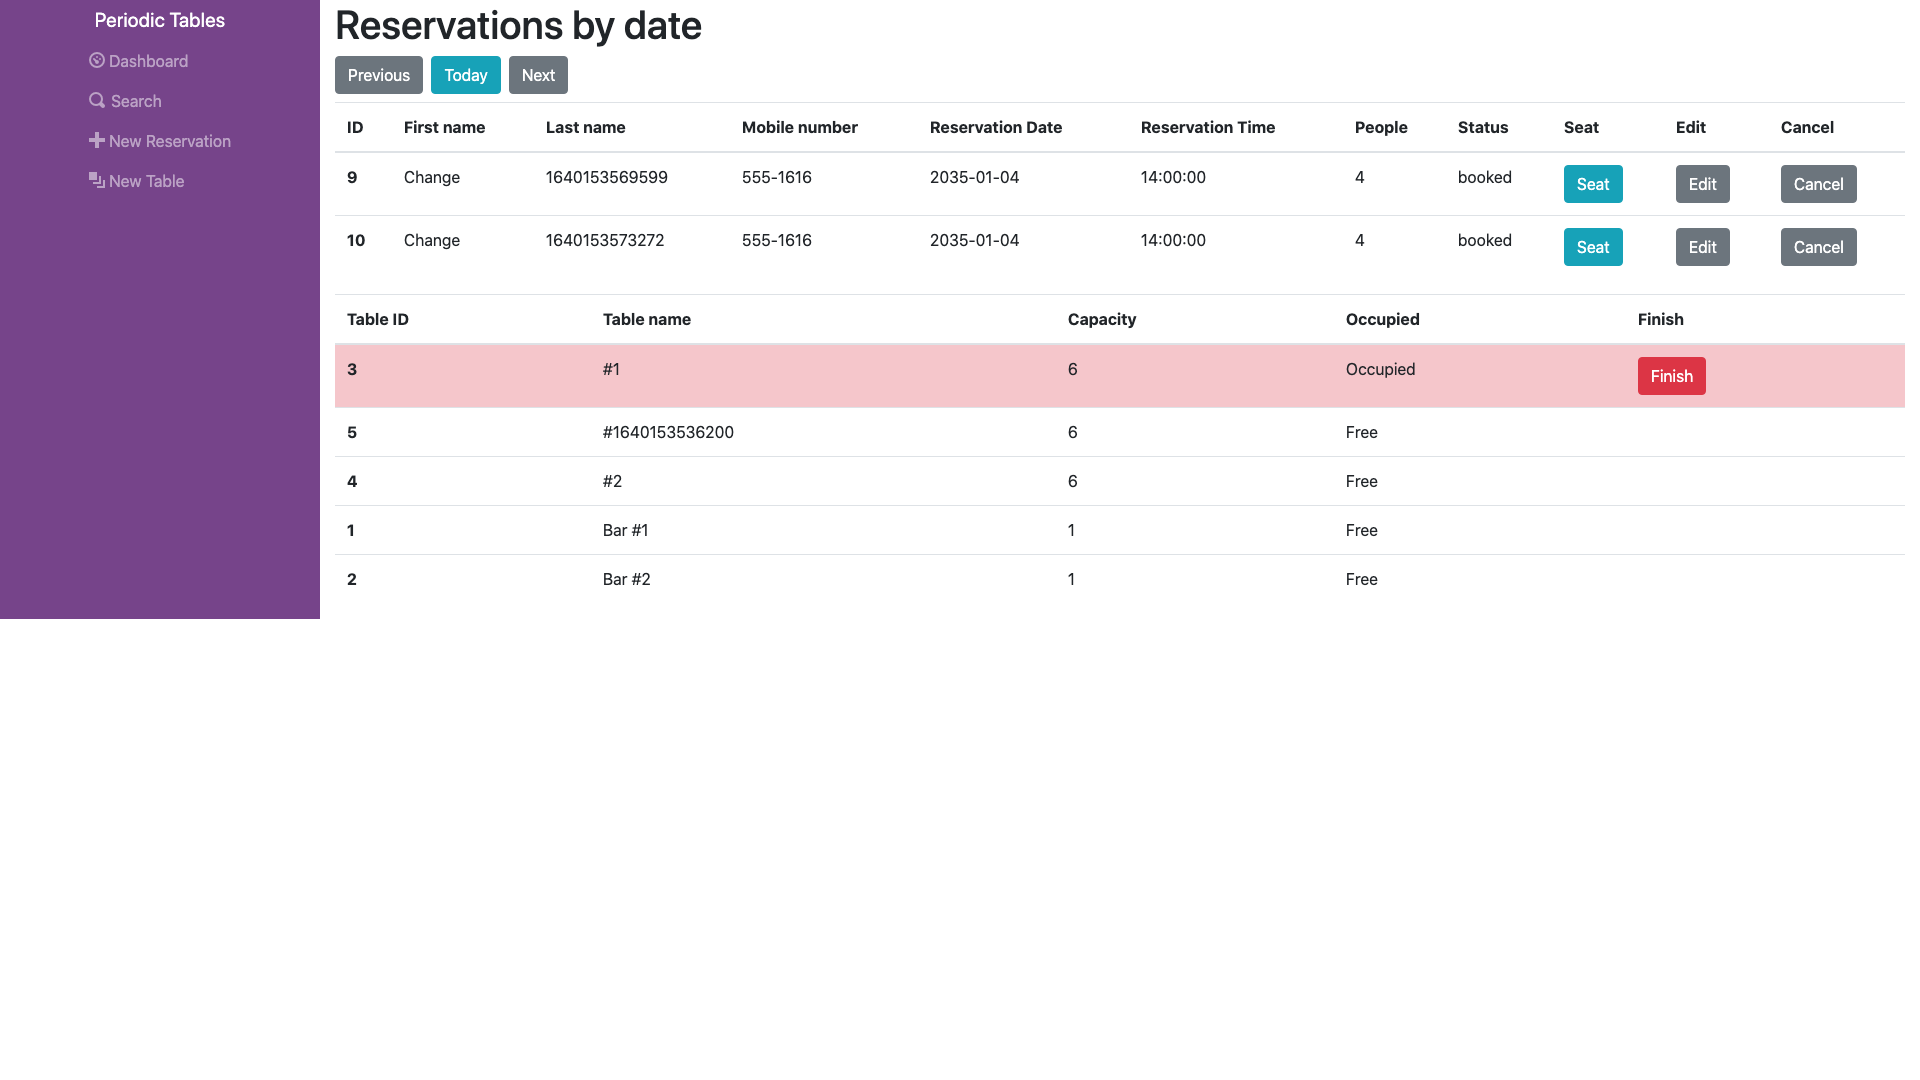 Periodic Tables
Dashboard
Search
New Reservation
New Table
Reservations by date
Previous Today Next
ID First name Last name Mobile number Reservation Date Reservation Time People Status Seat Edit Cancel
9 Change 1640153569599 555-1616 2035-01-04 14:00:00 4 booked Seat Edit Cancel
10 Change 1640153573272 555-1616 2035-01-04 14:00:00 4 booked Seat Edit Cancel
Table ID Table name Capacity Occupied Finish
3 #1 6 Occupied Finish
5 #1640153536200 6 Free
4 #2 6 Free
1 Bar #1 1 Free
2 Bar #2 1 Free